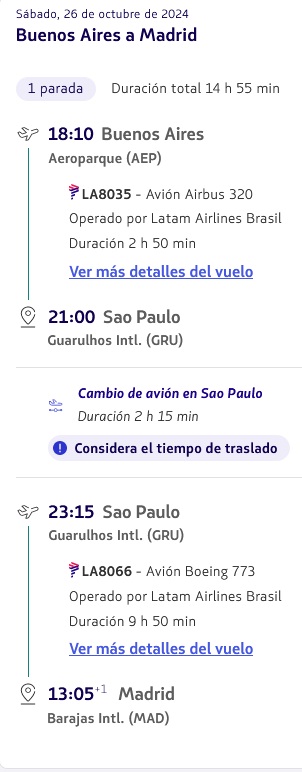 Sábado, 26 de octubre de 2024
Buenos Aires a Madrid
1 parada Duración total 14 h 55 min
18:10 Buenos Aires
Aeroparque (AEP)
LA8035 - Avión Airbus 320
Operado por Latam Airlines Brasil
Duración 2 h 50 min
Ver más detalles del vuelo
21:00 Sao Paulo
Guarulhos Intl. (GRU)
Cambio de avión en Sao Paulo
Duración 2 h 15 min
! Considera el tiempo de traslado
23:15 Sao Paulo
Guarulhos Intl. (GRU)
LA8066 - Avión Boeing 773
Operado por Latam Airlines Brasil
Duración 9 h 50 min
Ver más detalles del vuelo
13:05+1 Madrid
Barajas Intl. (MAD)